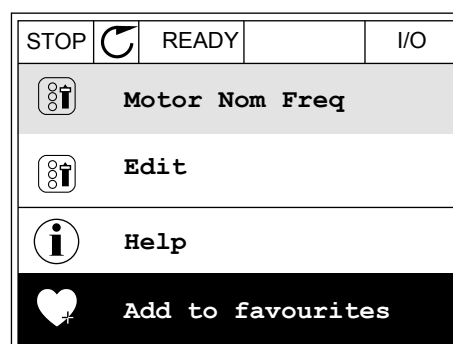 STOP READY I/O
Motor Nom Freq
Edit
Help
Add to favourites